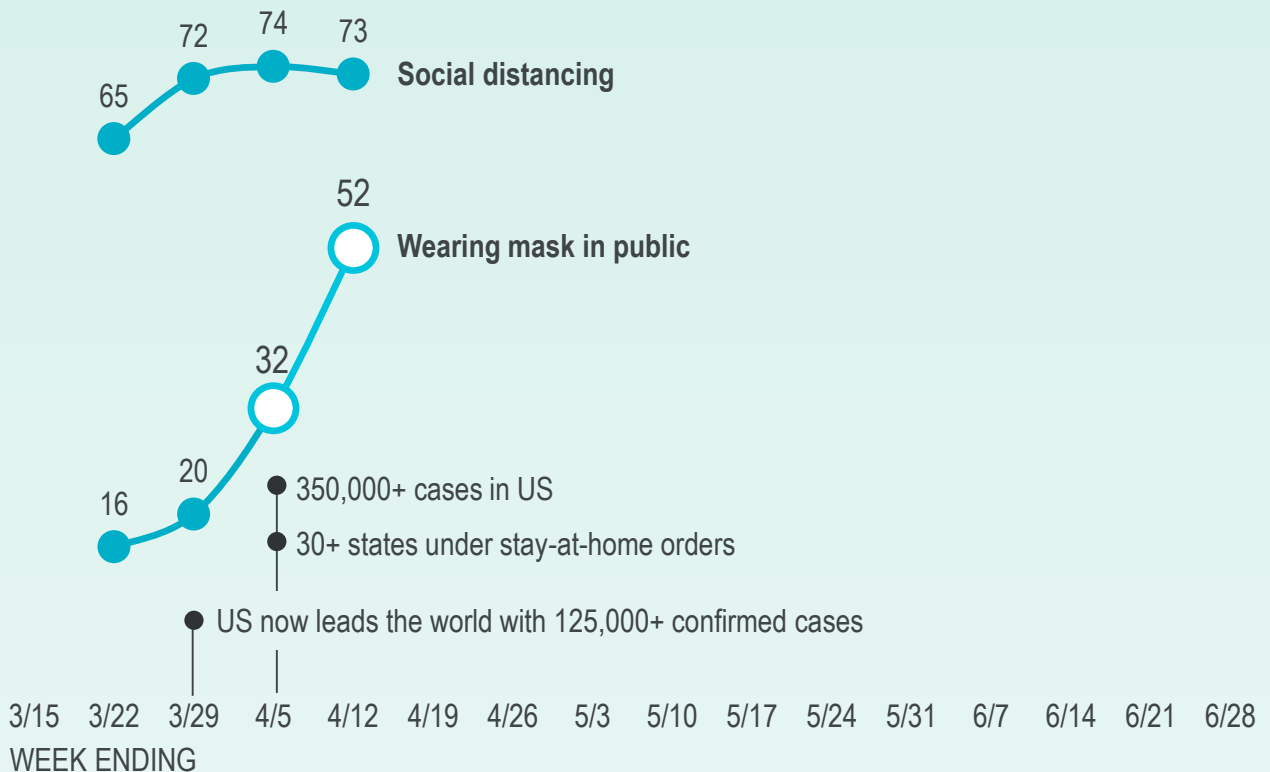 72 74 73
65
Social distancing
52
Wearing mask in public
32
20
16
350,000+ cases in US
30+ states under stay-at-home orders
US now leads the world with 125,000+ confirmed cases
3/15 3/22 3/29 4/5 4/12 4/19 4/26 5/3 5/10 5/17 5/24 5/31 6/7 6/14 6/21 6/28
WEEK ENDING